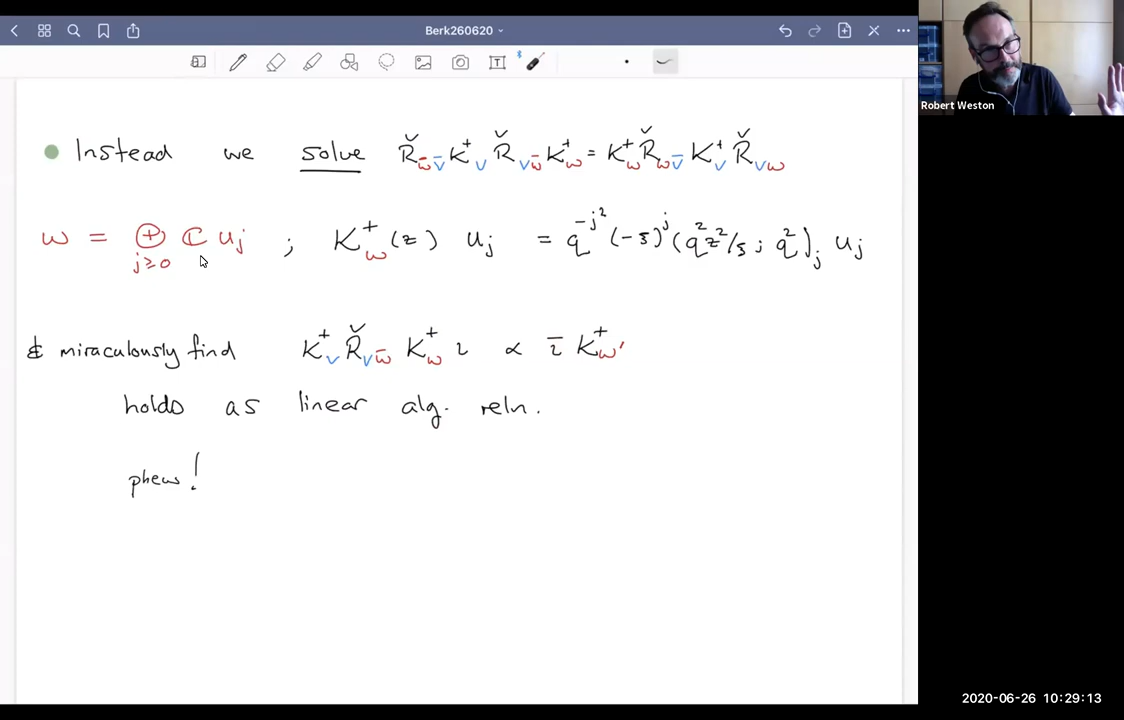 Berk260620
Robert Weston
Instead we solve Ř_{w̄v̄} K⁺_v Ř_{vw̄} K⁺_w = K⁺_w Ř_{wv̄} K⁺_v Ř_{vw}
w = ⊕_{j≥0} ℂ u_j ; K⁺_w(z) u_j = q^{-j²} (-ξ)^j (q²z²/ξ ; q²)_j u_j
& miraculously find K⁺_v Ř_{vw̄} K⁺_w ι ∝ ῑ K⁺_{w'}
holds as linear alg. reln.
phew!
2020-06-26 10:29:13